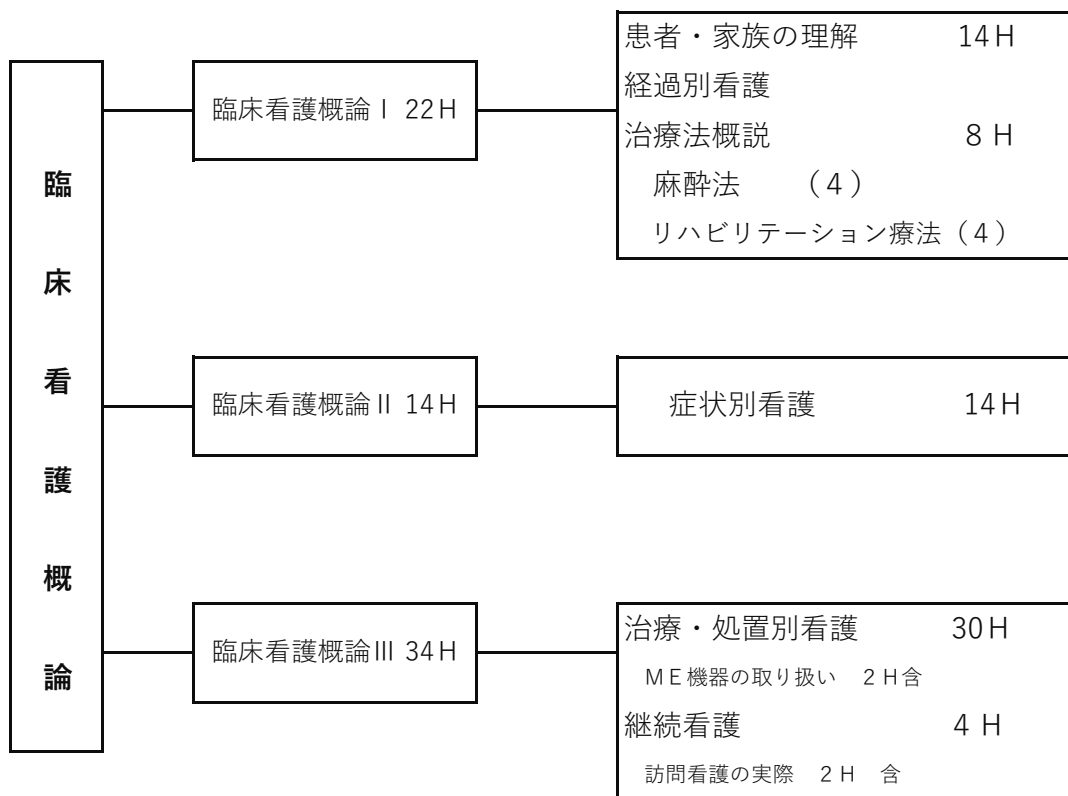 臨床看護概論
臨床看護概論Ⅰ 22H
患者・家族の理解 14H
経過別看護
治療法概説 8H
麻酔法 （4）
リハビリテーション療法（4）
臨床看護概論Ⅱ 14H
症状別看護 14H
臨床看護概論Ⅲ 34H
治療・処置別看護 30H
ＭＥ機器の取り扱い 2Ｈ含
継続看護 4H
訪問看護の実際 2Ｈ 含